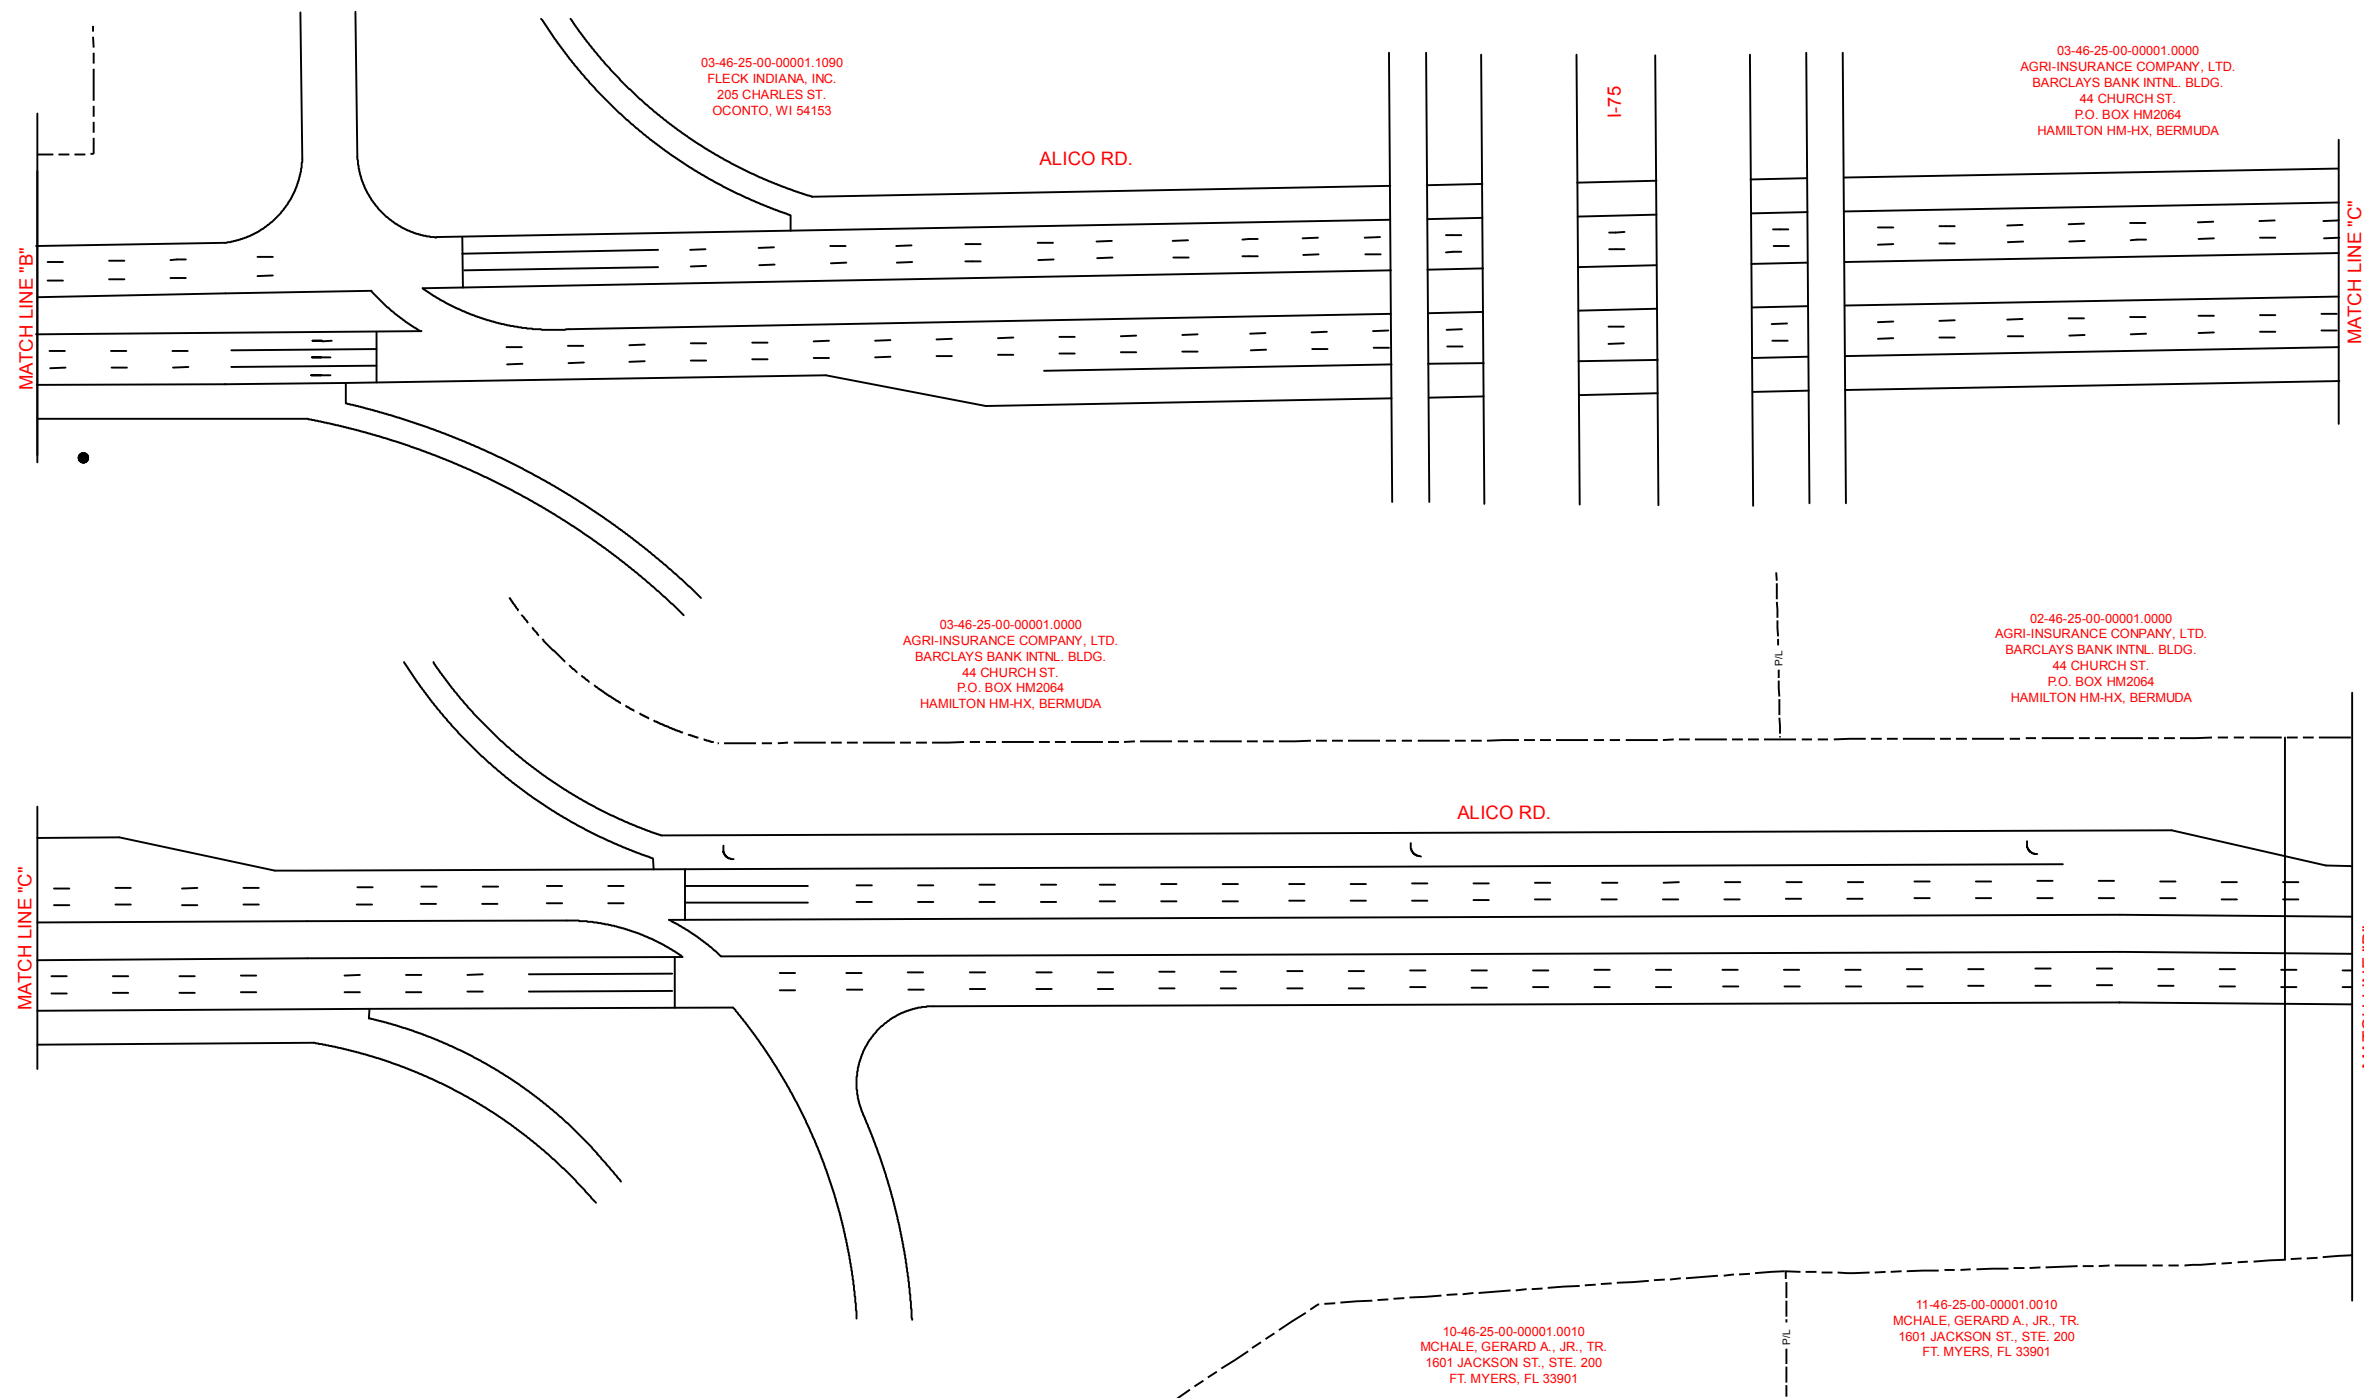 03-46-25-00-00001.1090
FLECK INDIANA, INC.
205 CHARLES ST.
OCONTO, WI 54153
ALICO RD.
I-75
03-46-25-00-00001.0000
AGRI-INSURANCE COMPANY, LTD.
BARCLAYS BANK INTNL. BLDG.
44 CHURCH ST.
P.O. BOX HM2064
HAMILTON HM-HX, BERMUDA
MATCH LINE "B"
MATCH LINE "C"
03-46-25-00-00001.0000
AGRI-INSURANCE COMPANY, LTD.
BARCLAYS BANK INTNL. BLDG.
44 CHURCH ST.
P.O. BOX HM2064
HAMILTON HM-HX, BERMUDA
P/L
02-46-25-00-00001.0000
AGRI-INSURANCE CONPANY, LTD.
BARCLAYS BANK INTNL. BLDG.
44 CHURCH ST.
P.O. BOX HM2064
HAMILTON HM-HX, BERMUDA
ALICO RD.
MATCH LINE "C"
10-46-25-00-00001.0010
MCHALE, GERARD A., JR., TR.
1601 JACKSON ST., STE. 200
FT. MYERS, FL 33901
P/L
11-46-25-00-00001.0010
MCHALE, GERARD A., JR., TR.
1601 JACKSON ST., STE. 200
FT. MYERS, FL 33901